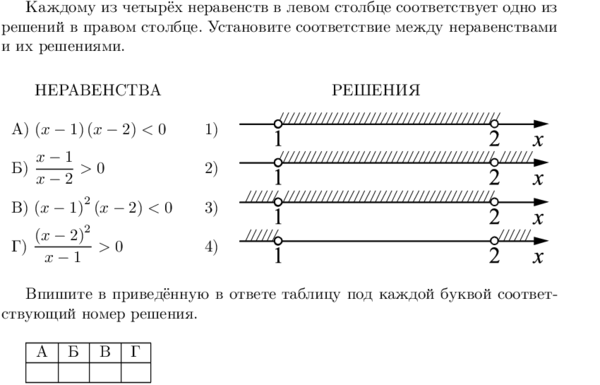 Каждому из четырёх неравенств в левом столбце соответствует одно из
решений в правом столбце. Установите соответствие между неравенствами
и их решениями.
НЕРАВЕНСТВА РЕШЕНИЯ
А) (x − 1)(x − 2) < 0 1) 1 2 x
Б) \frac{x − 1}{x − 2} > 0 2) 1 2 x
В) (x − 1)² (x − 2) < 0 3) 1 2 x
Г) \frac{(x − 2)²}{x − 1} > 0 4) 1 2 x
Впишите в приведённую в ответе таблицу под каждой буквой соответ-
ствующий номер решения.
А Б В Г